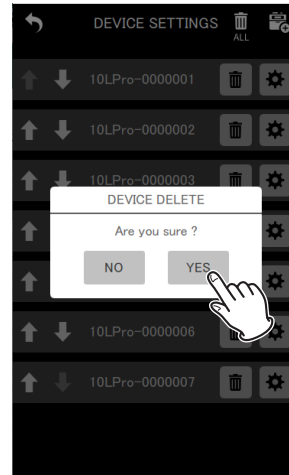 DEVICE SETTINGS
ALL
10LPro-0000001
10LPro-0000002
10LPro-0000003
DEVICE DELETE
Are you sure ?
NO YES
10LPro-0000006
10LPro-0000007